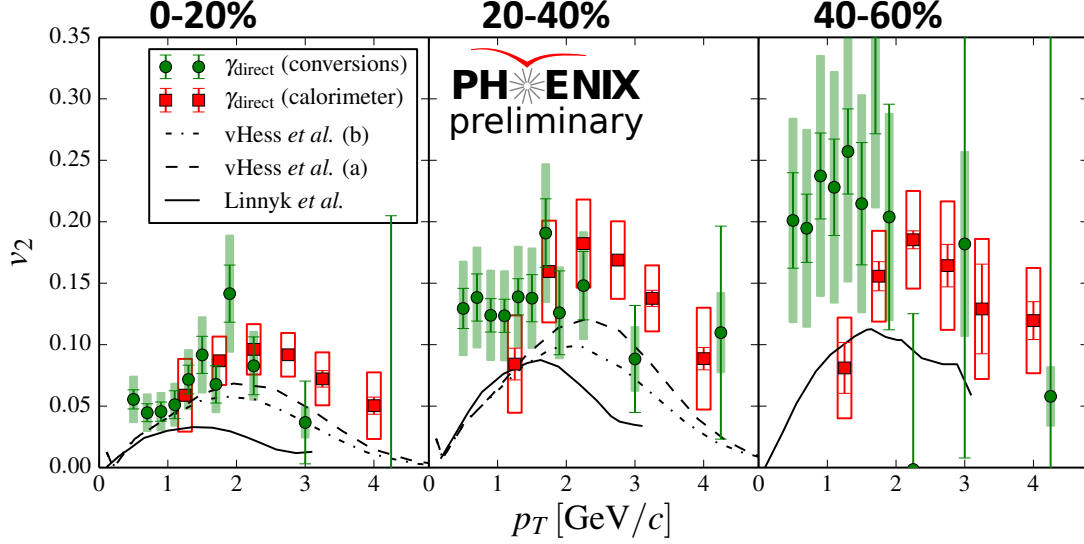 0-20% 20-40% 40-60%
0.35
0.30
0.25
0.20
0.15
0.10
0.05
0.00
v₂
γdirect (conversions)
γdirect (calorimeter)
vHess et al. (b)
vHess et al. (a)
Linnyk et al.
PHENIX
preliminary
0 1 2 3 4 0 1 2 3 4 0 1 2 3 4
pT [GeV/c]